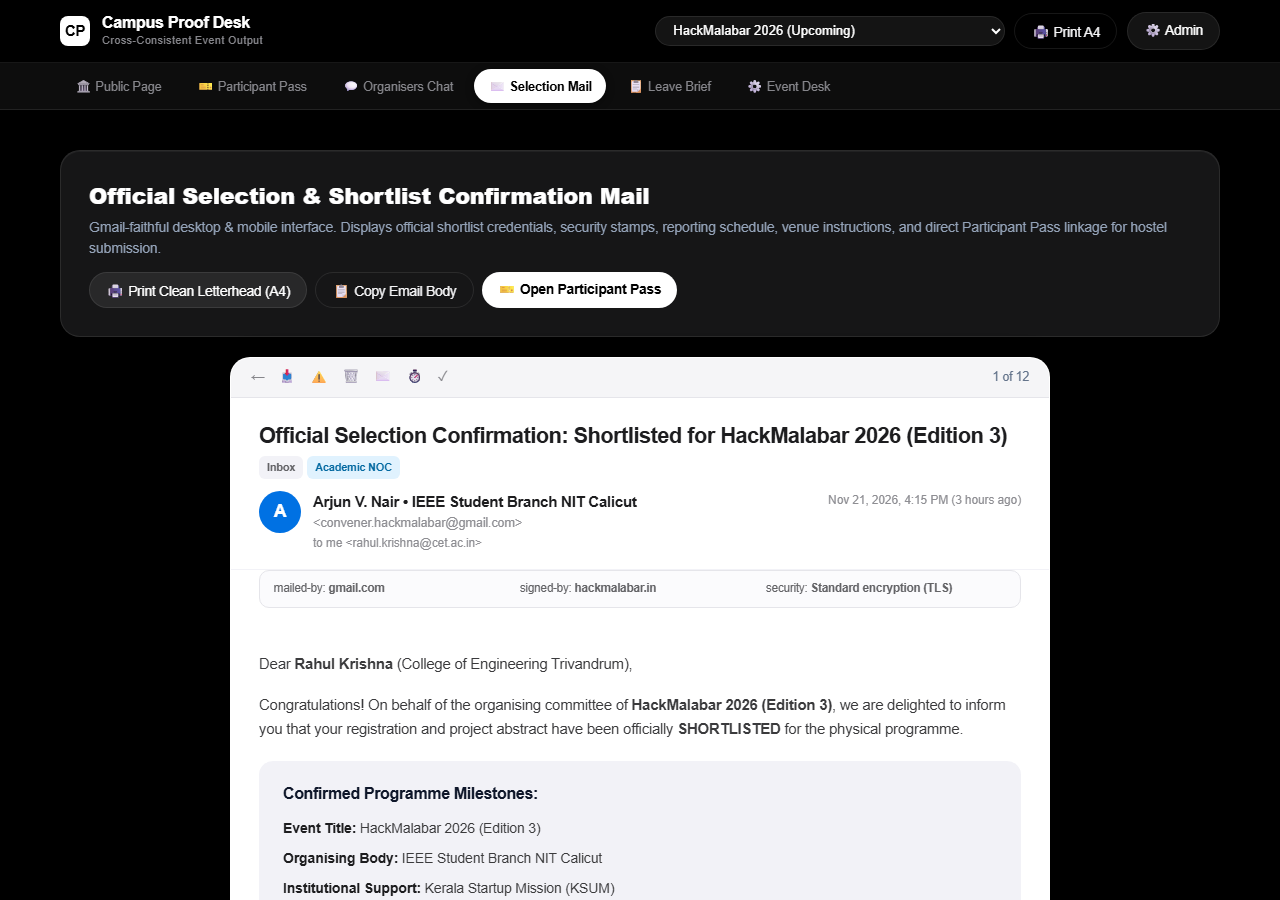 CP
Campus Proof Desk
Cross-Consistent Event Output
HackMalabar 2026 (Upcoming)
Print A4
Admin
Public Page
Participant Pass
Organisers Chat
Selection Mail
Leave Brief
Event Desk
Official Selection & Shortlist Confirmation Mail
Gmail-faithful desktop & mobile interface. Displays official shortlist credentials, security stamps, reporting schedule, venue instructions, and direct Participant Pass linkage for hostel
submission.
Print Clean Letterhead (A4)
Copy Email Body
Open Participant Pass
1 of 12
Official Selection Confirmation: Shortlisted for HackMalabar 2026 (Edition 3)
Inbox
Academic NOC
A
Arjun V. Nair • IEEE Student Branch NIT Calicut
Nov 21, 2026, 4:15 PM (3 hours ago)
<convener.hackmalabar@gmail.com>
to me <rahul.krishna@cet.ac.in>
mailed-by: gmail.com
signed-by: hackmalabar.in
security: Standard encryption (TLS)
Dear Rahul Krishna (College of Engineering Trivandrum),
Congratulations! On behalf of the organising committee of HackMalabar 2026 (Edition 3), we are delighted to inform
you that your registration and project abstract have been officially SHORTLISTED for the physical programme.
Confirmed Programme Milestones:
Event Title: HackMalabar 2026 (Edition 3)
Organising Body: IEEE Student Branch NIT Calicut
Institutional Support: Kerala Startup Mission (KSUM)